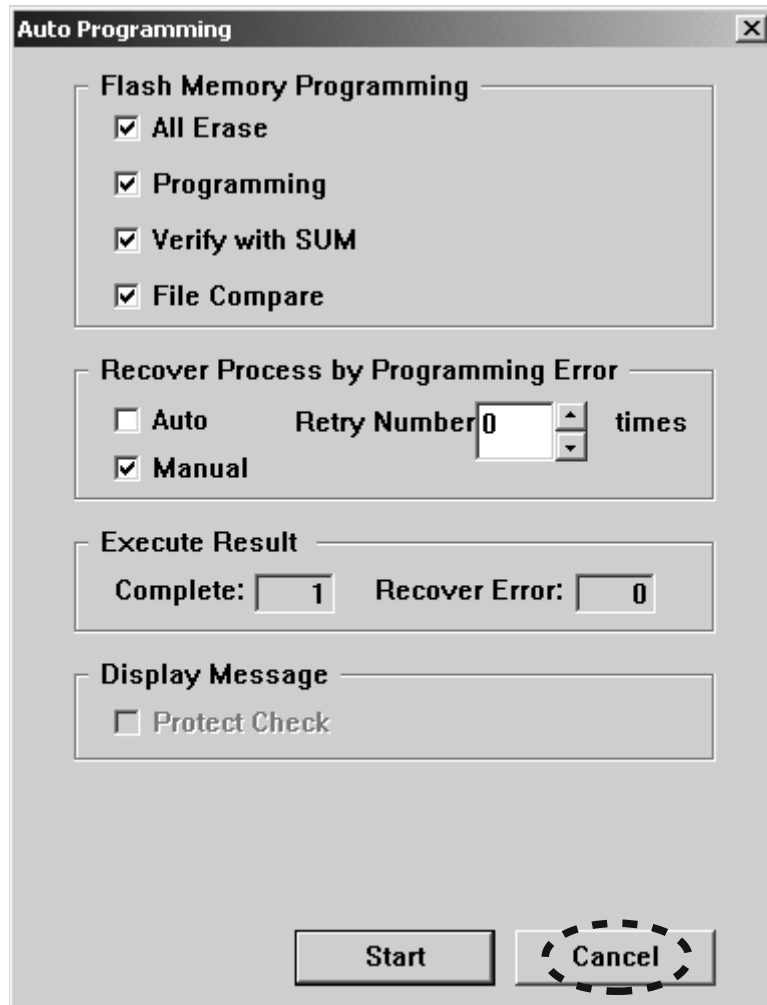 Auto Programming
Flash Memory Programming
All Erase
Programming
Verify with SUM
File Compare
Recover Process by Programming Error
Auto Retry Number 0 times
Manual
Execute Result
Complete: 1 Recover Error: 0
Display Message
Protect Check
Start Cancel